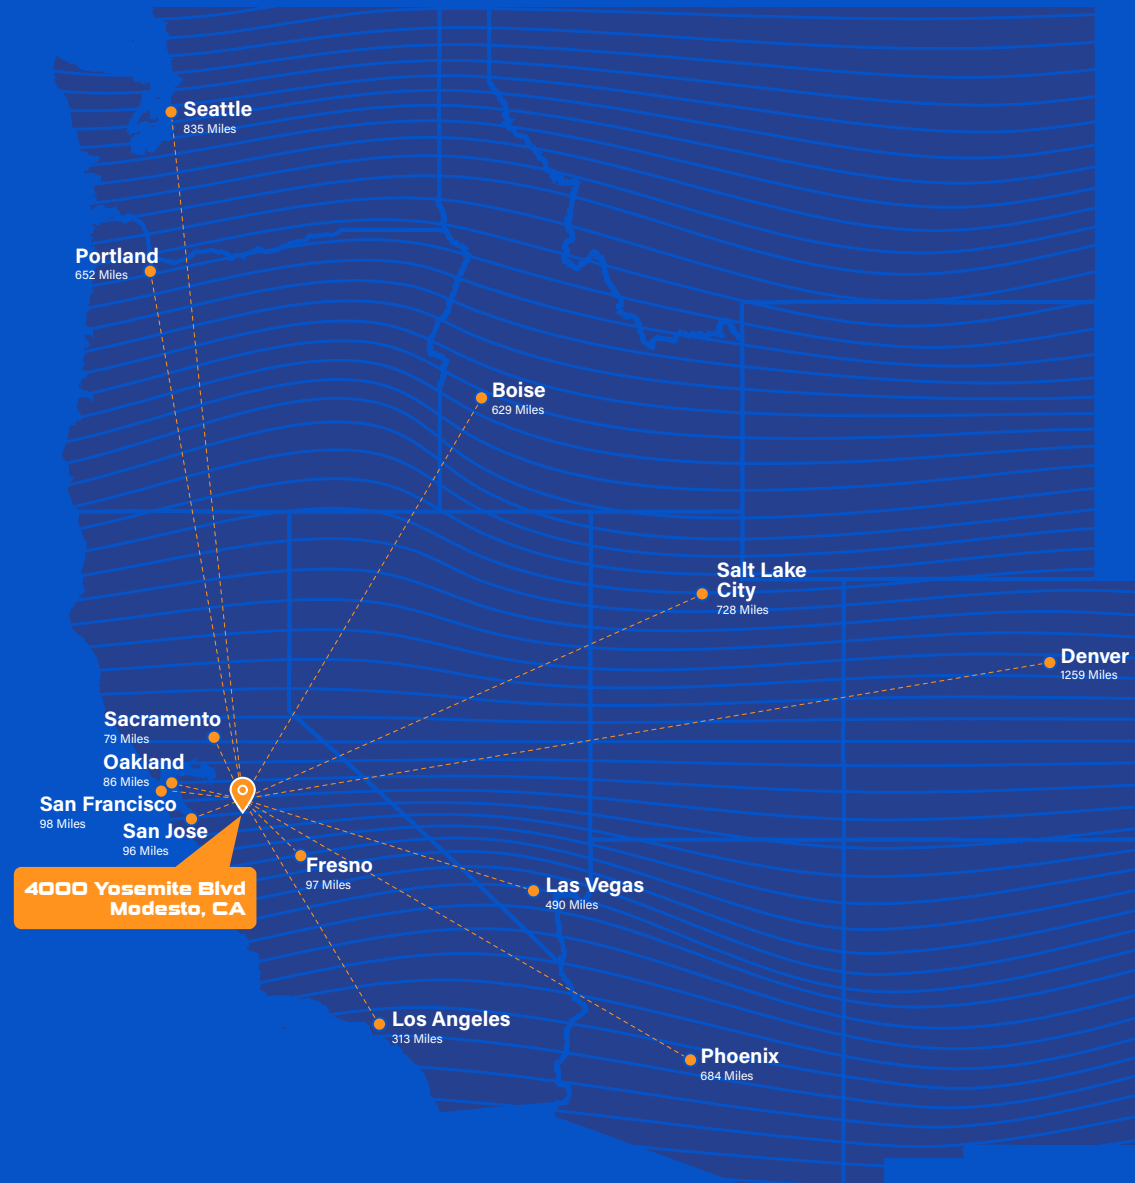 Seattle
835 Miles
Portland
652 Miles
Boise
629 Miles
Salt Lake
City
728 Miles
Denver
1259 Miles
Sacramento
79 Miles
Oakland
86 Miles
San Francisco
98 Miles
San Jose
96 Miles
Fresno
97 Miles
4000 Yosemite Blvd
Modesto, CA
Las Vegas
490 Miles
Los Angeles
313 Miles
Phoenix
684 Miles